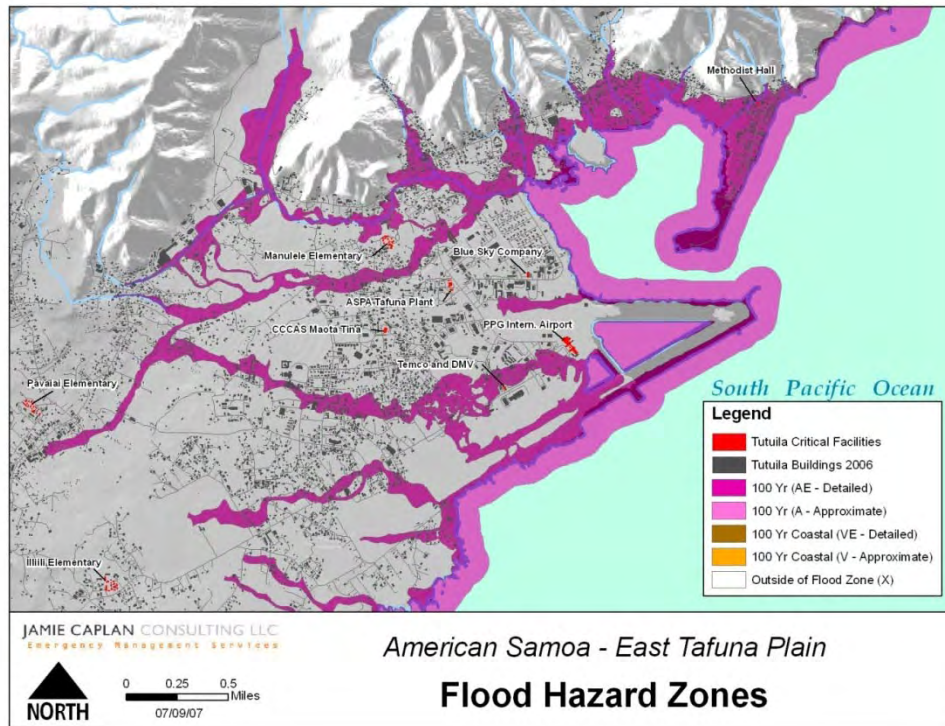 Methodist Hall
Manulele Elementary
Blue Sky Company
ASPA Tafuna Plant
CCCAS Maota Tina
PPG Intern. Airport
Temco and DMV
Pavaiai Elementary
Illiili Elementary
South Pacific Ocean
Legend
Tutuila Critical Facilities
Tutuila Buildings 2006
100 Yr (AE - Detailed)
100 Yr (A - Approximate)
100 Yr Coastal (VE - Detailed)
100 Yr Coastal (V - Approximate)
Outside of Flood Zone (X)
JAMIE CAPLAN CONSULTING LLC
Emergency Management Services
NORTH
0 0.25 0.5
Miles
07/09/07
American Samoa - East Tafuna Plain
Flood Hazard Zones